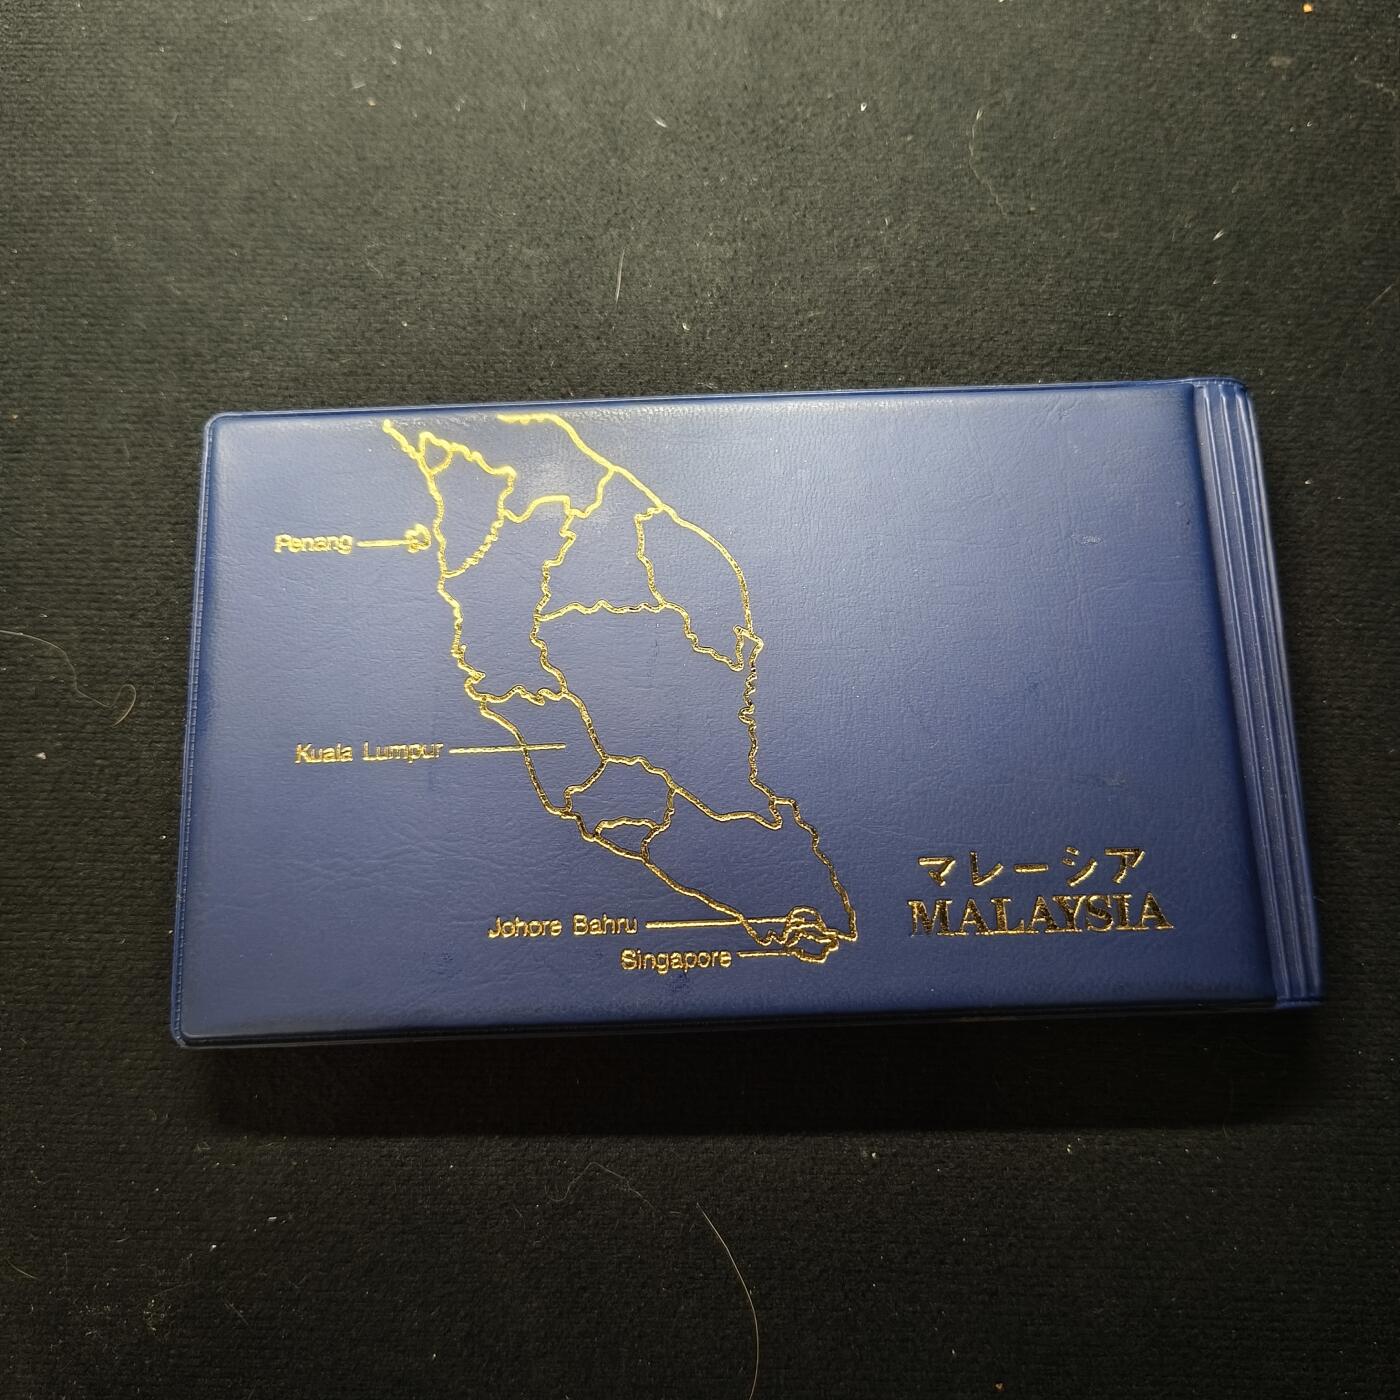 Penang
Kuala Lumpur
Johore Bahru
Singapore
マレーシア
MALAYSIA